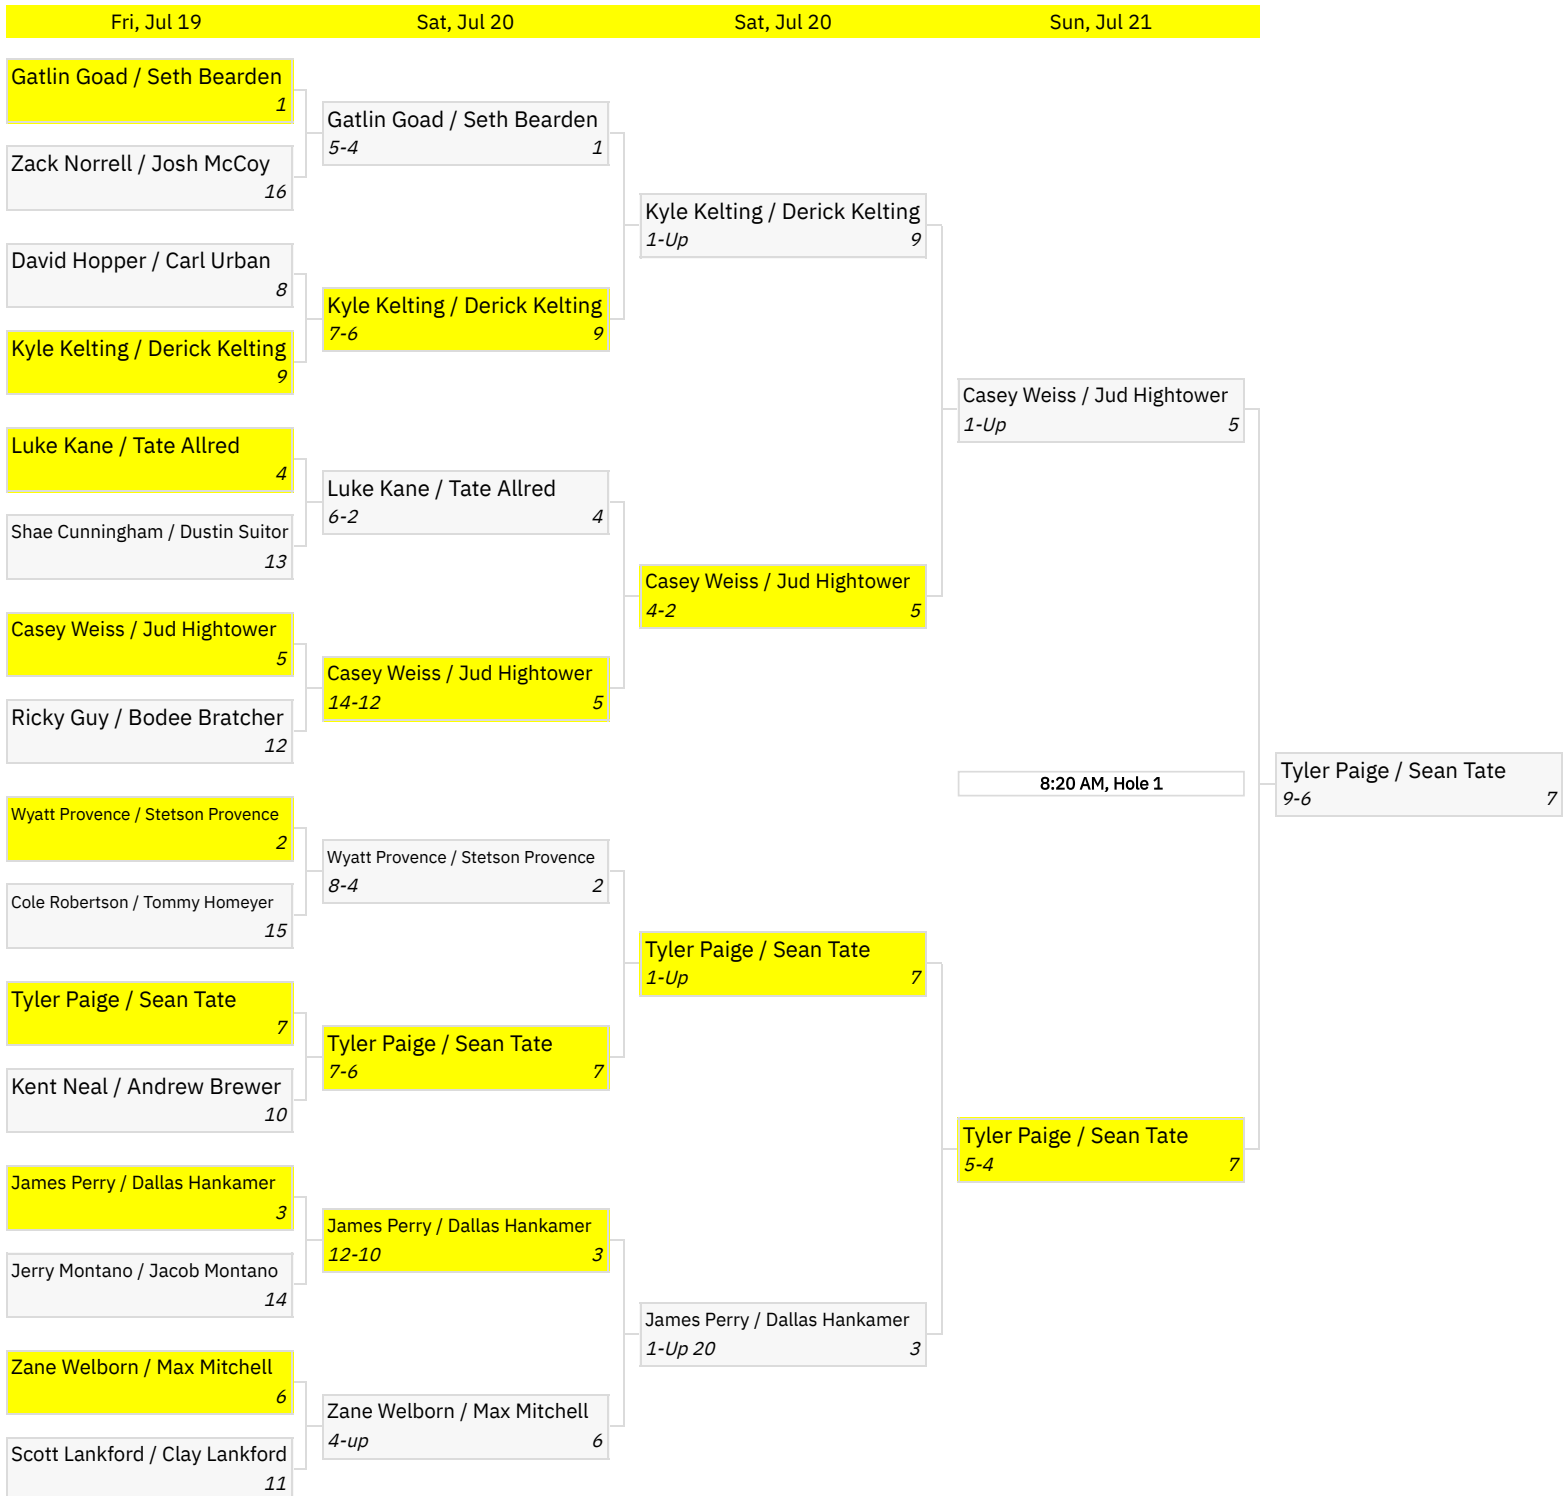 Fri, Jul 19
Sat, Jul 20
Sat, Jul 20
Sun, Jul 21
Gatlin Goad / Seth Bearden
1
Zack Norrell / Josh McCoy
16
David Hopper / Carl Urban
8
Kyle Kelting / Derick Kelting
9
Luke Kane / Tate Allred
4
Shae Cunningham / Dustin Suitor
13
Casey Weiss / Jud Hightower
5
Ricky Guy / Bodee Bratcher
12
Wyatt Provence / Stetson Provence
2
Cole Robertson / Tommy Homeyer
15
Tyler Paige / Sean Tate
7
Kent Neal / Andrew Brewer
10
James Perry / Dallas Hankamer
3
Jerry Montano / Jacob Montano
14
Zane Welborn / Max Mitchell
6
Scott Lankford / Clay Lankford
11
Gatlin Goad / Seth Bearden
5-4 1
Kyle Kelting / Derick Kelting
7-6 9
Luke Kane / Tate Allred
6-2 4
Casey Weiss / Jud Hightower
14-12 5
Wyatt Provence / Stetson Provence
8-4 2
Tyler Paige / Sean Tate
7-6 7
James Perry / Dallas Hankamer
12-10 3
Zane Welborn / Max Mitchell
4-up 6
Kyle Kelting / Derick Kelting
1-Up 9
Casey Weiss / Jud Hightower
4-2 5
Tyler Paige / Sean Tate
1-Up 7
James Perry / Dallas Hankamer
1-Up 20 3
Casey Weiss / Jud Hightower
1-Up 5
8:20 AM, Hole 1
Tyler Paige / Sean Tate
5-4 7
Tyler Paige / Sean Tate
9-6 7